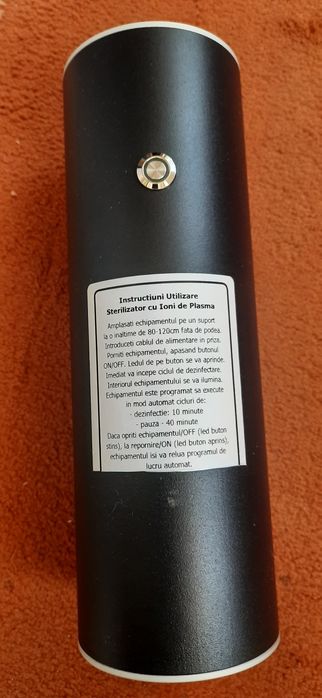 Instructiuni Utilizare
Sterilizator cu Ioni de Plasma
Amplasati echipamentul pe un suport
la o inaltime de 80-120cm fata de podea.
Introduceti cablul de alimentare in priza.
Porniti echipamentul, apasand butonul
ON/OFF. Ledul de pe buton se va aprinde.
Imediat va incepe ciclul de dezinfectare.
Interiorul echipamentului se va ilumina.
Echipamentul este programat sa execute
in mod automat cicluri de:
- dezinfectie: 10 minute
- pauza - 40 minute
Daca opriti echipamentul/OFF (led buton
stins), la repornire/ON (led buton aprins),
echipamentul isi va relua programul de
lucru automat.